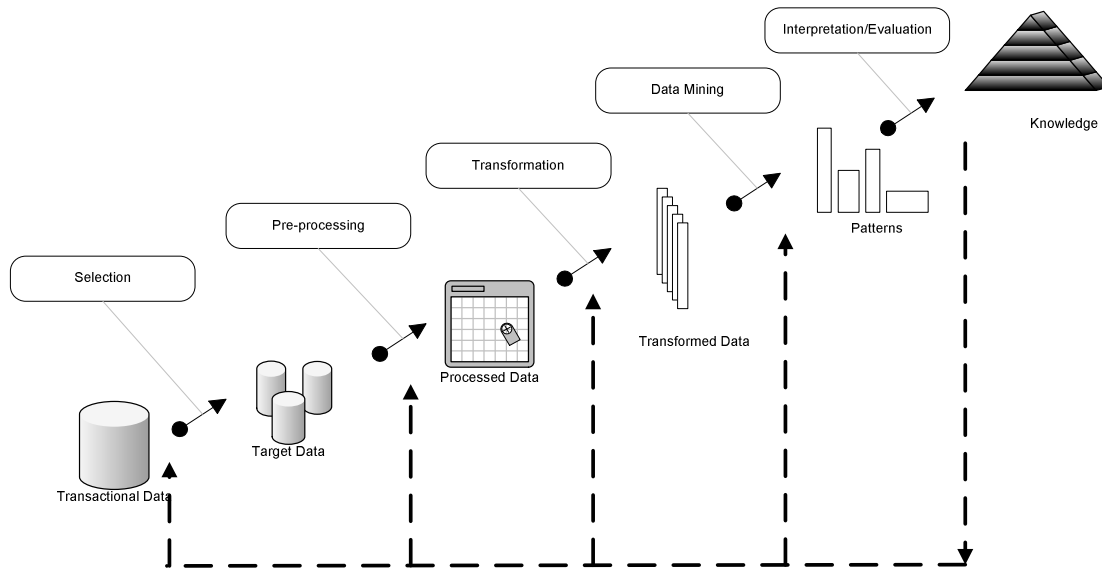 Interpretation/Evaluation
Data Mining
Knowledge
Transformation
Patterns
Pre-processing
Selection
Transformed Data
Processed Data
Target Data
Transactional Data